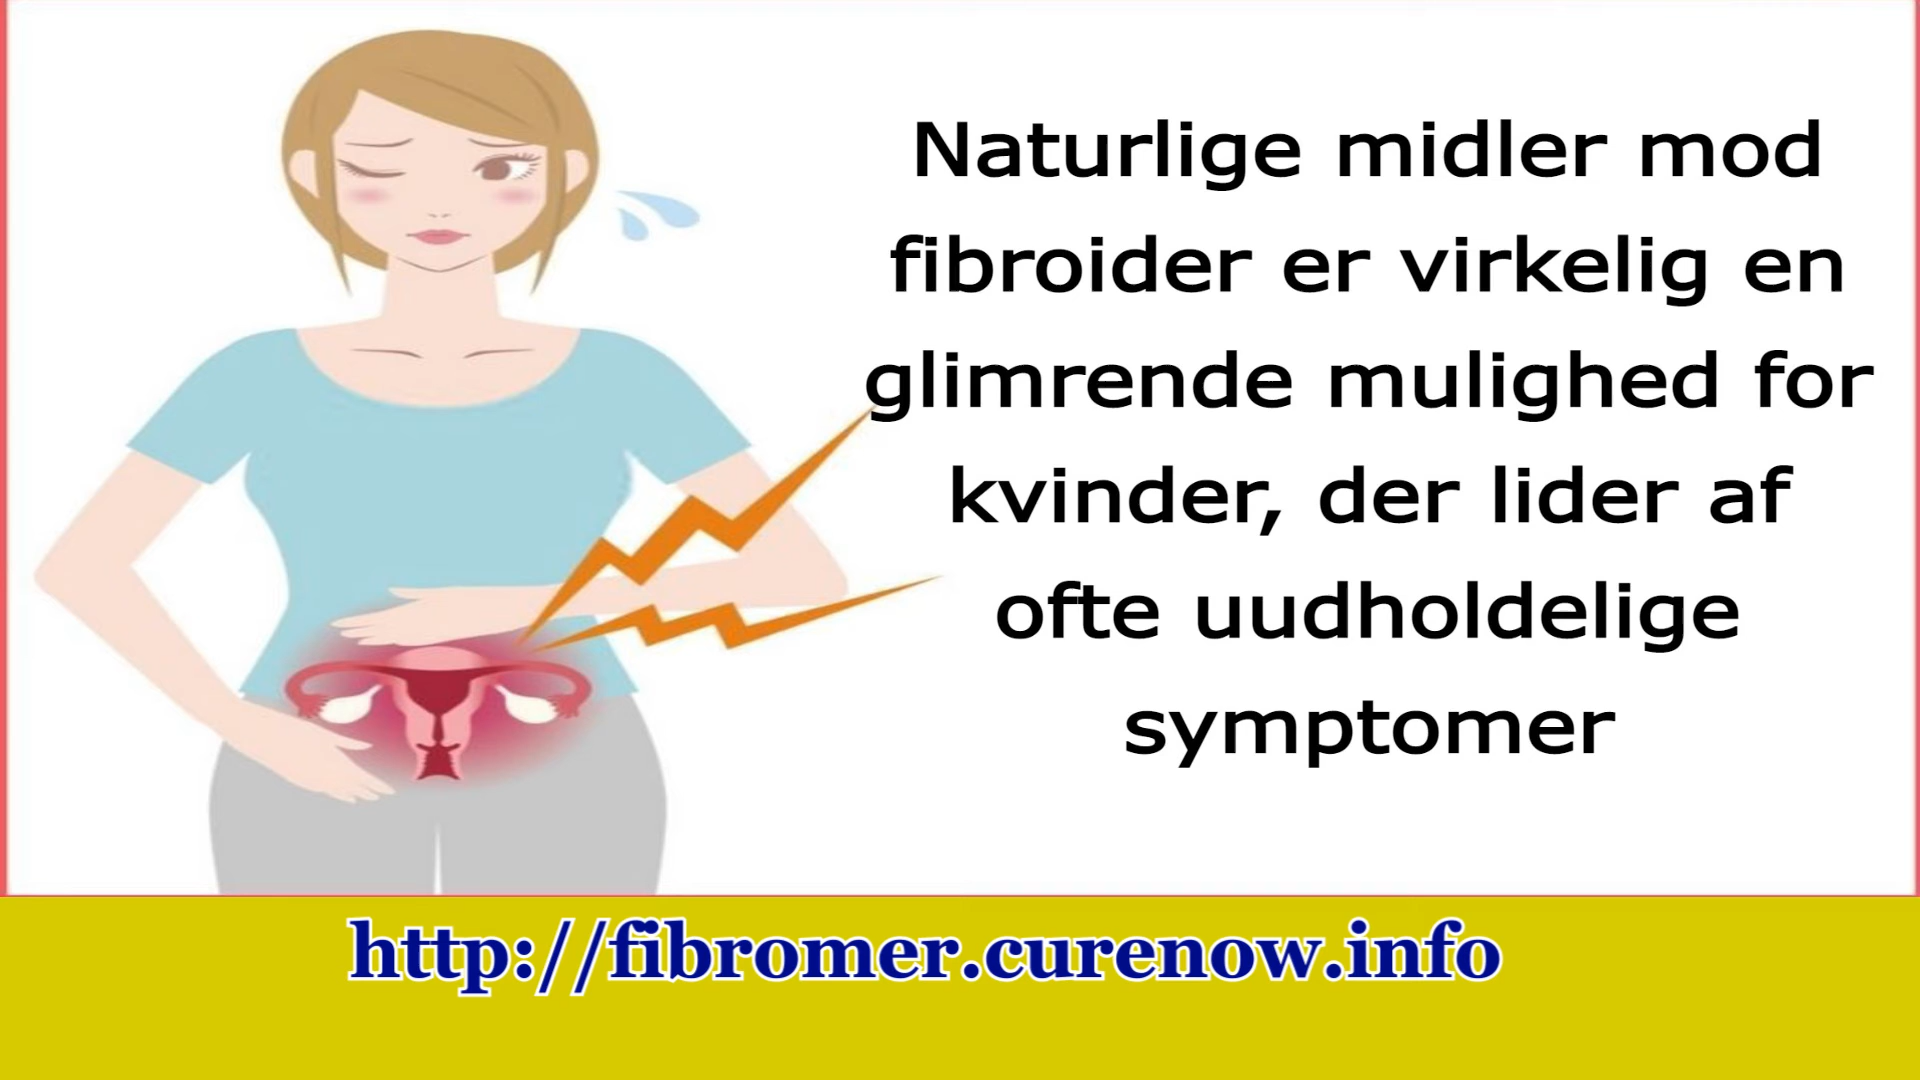 Naturlige midler mod
fibroider er virkelig en
glimrende mulighed for
kvinder, der lider af
ofte uudholdelige
symptomer
http://fibromer.curenow.info